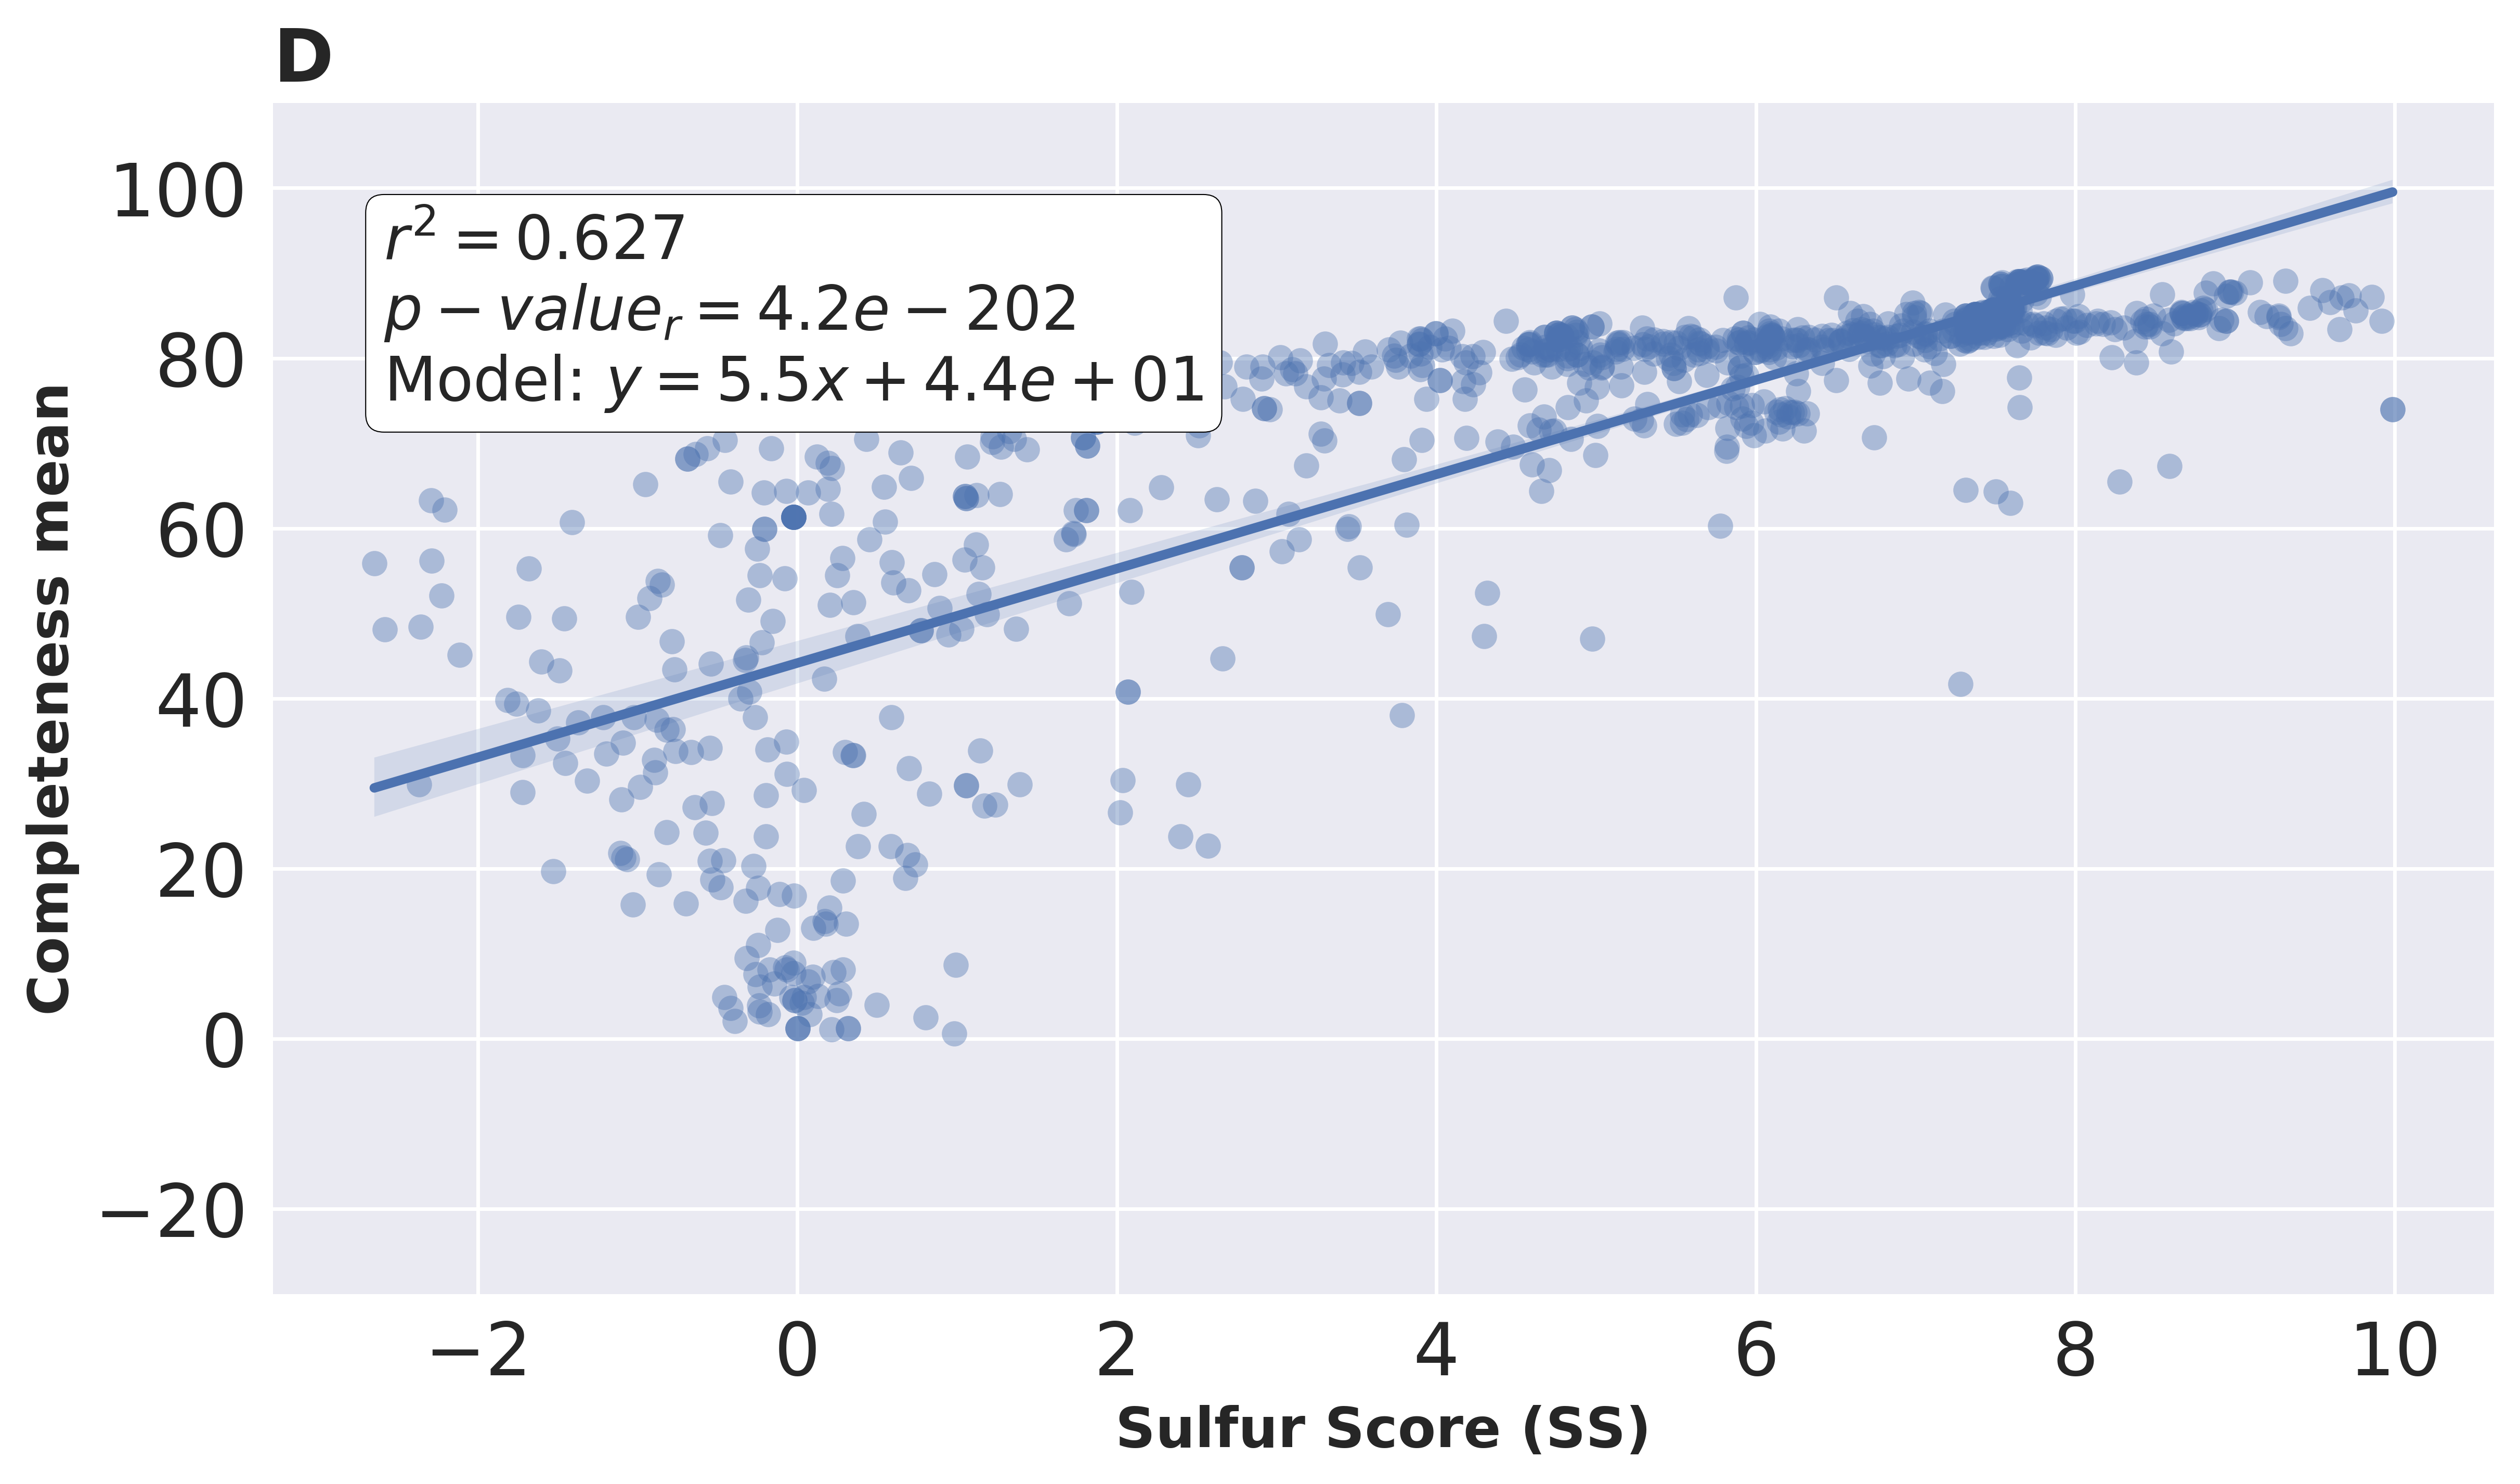 D
100
80
60
40
20
0
−20
Completeness mean
r² = 0.627
p − valueᵣ = 4.2e − 202
Model: y = 5.5x + 4.4e + 01
−2 0 2 4 6 8 10
Sulfur Score (SS)